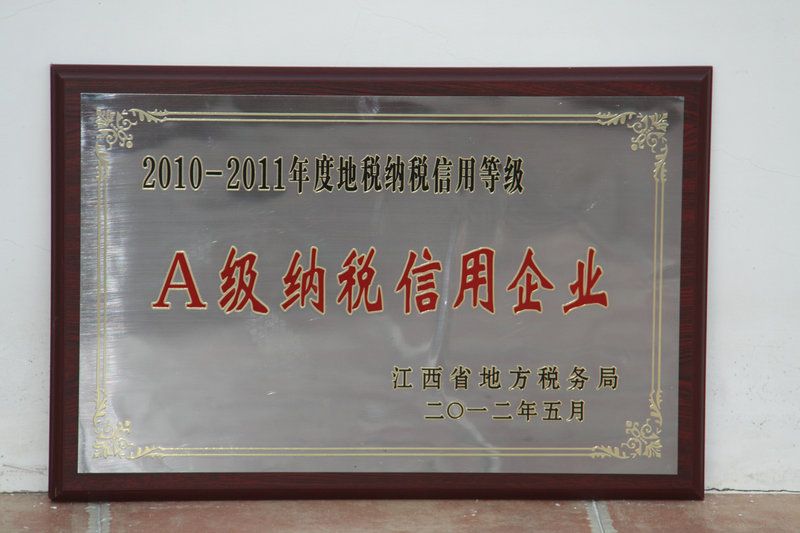 2010-2011年度地税纳税信用等级
A级纳税信用企业
江西省地方税务局
二〇一二年五月